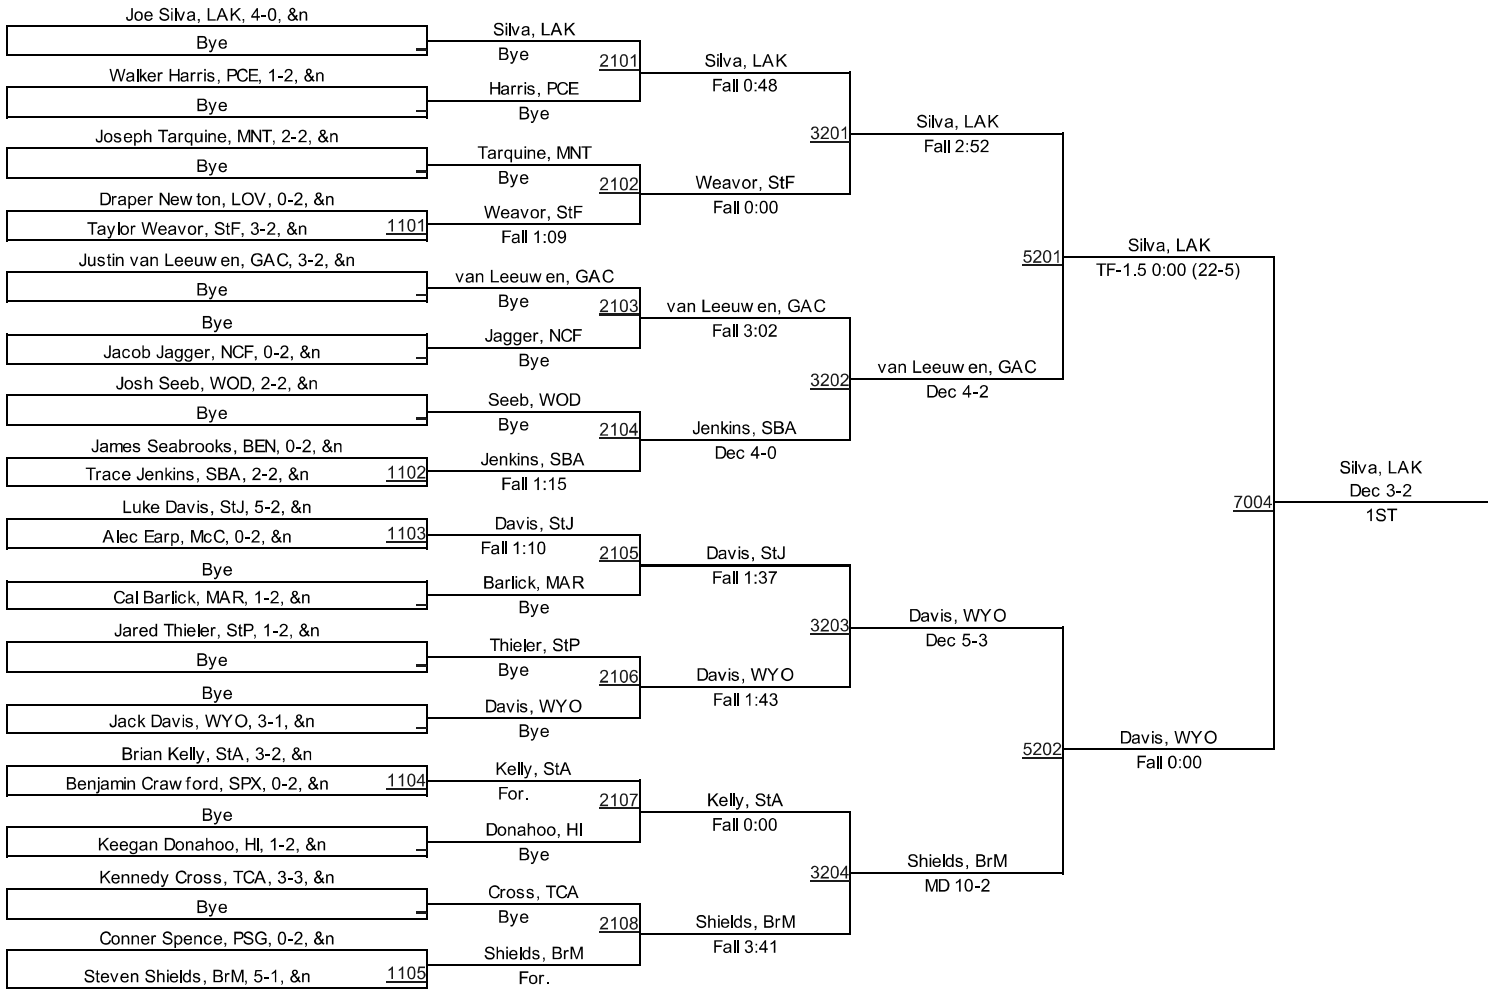 Joe Silva, LAK, 4-0, &n
Bye
Walker Harris, PCE, 1-2, &n
Bye
Joseph Tarquine, MNT, 2-2, &n
Bye
Draper Newton, LOV, 0-2, &n
Taylor Weavor, StF, 3-2, &n 1101
Justin van Leeuwen, GAC, 3-2, &n
Bye
Bye
Jacob Jagger, NCF, 0-2, &n
Josh Seeb, WOD, 2-2, &n
Bye
James Seabrooks, BEN, 0-2, &n
Trace Jenkins, SBA, 2-2, &n 1102
Luke Davis, StJ, 5-2, &n
Alec Earp, McC, 0-2, &n 1103
Bye
Cal Barlick, MAR, 1-2, &n
Jared Thieler, StP, 1-2, &n
Bye
Bye
Jack Davis, WYO, 3-1, &n
Brian Kelly, StA, 3-2, &n
Benjamin Crawford, SPX, 0-2, &n 1104
Bye
Keegan Donahoo, HI, 1-2, &n
Kennedy Cross, TCA, 3-3, &n
Bye
Conner Spence, PSG, 0-2, &n
Steven Shields, BrM, 5-1, &n 1105
Silva, LAK
Bye
2101
Harris, PCE
Bye
Tarquine, MNT
Bye
2102
Weavor, StF
Fall 1:09
van Leeuwen, GAC
Bye
2103
Jagger, NCF
Bye
Seeb, WOD
Bye
2104
Jenkins, SBA
Fall 1:15
Davis, StJ
Fall 1:10
2105
Barlick, MAR
Bye
Thieler, StP
Bye
2106
Davis, WYO
Bye
Kelly, StA
For.
2107
Donahoo, HI
Bye
Cross, TCA
Bye
2108
Shields, BrM
For.
Silva, LAK
Fall 0:48
3201
Weavor, StF
Fall 0:00
van Leeuwen, GAC
Fall 3:02
3202
Jenkins, SBA
Dec 4-0
Davis, StJ
Fall 1:37
3203
Davis, WYO
Fall 1:43
Kelly, StA
Fall 0:00
3204
Shields, BrM
Fall 3:41
Silva, LAK
Fall 2:52
5201
van Leeuwen, GAC
Dec 4-2
Davis, WYO
Dec 5-3
5202
Shields, BrM
MD 10-2
Silva, LAK
TF-1.5 0:00 (22-5)
7004
Davis, WYO
Fall 0:00
Silva, LAK
Dec 3-2
1ST